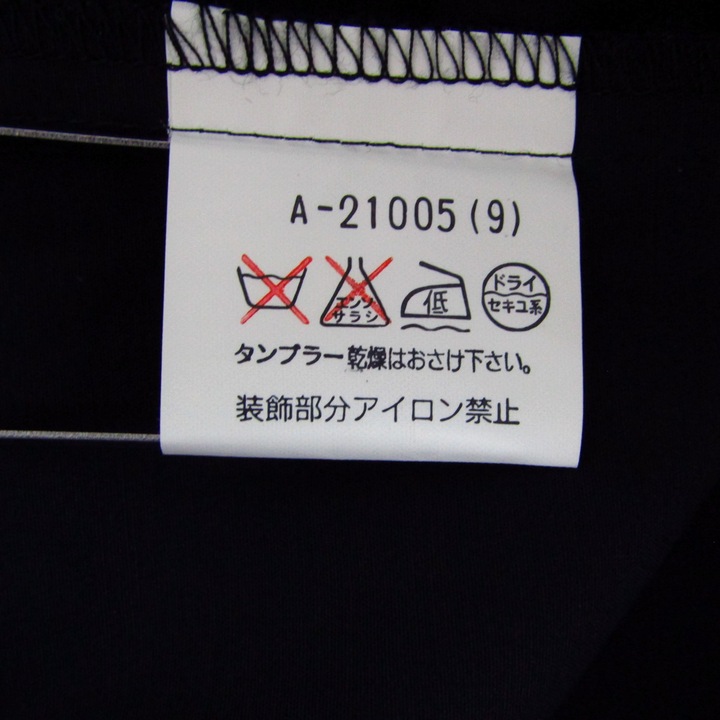 A-21005(9)
エンソ サラシ 低 ドライ セキユ系
タンブラー乾燥はおさけ下さい。
装飾部分アイロン禁止